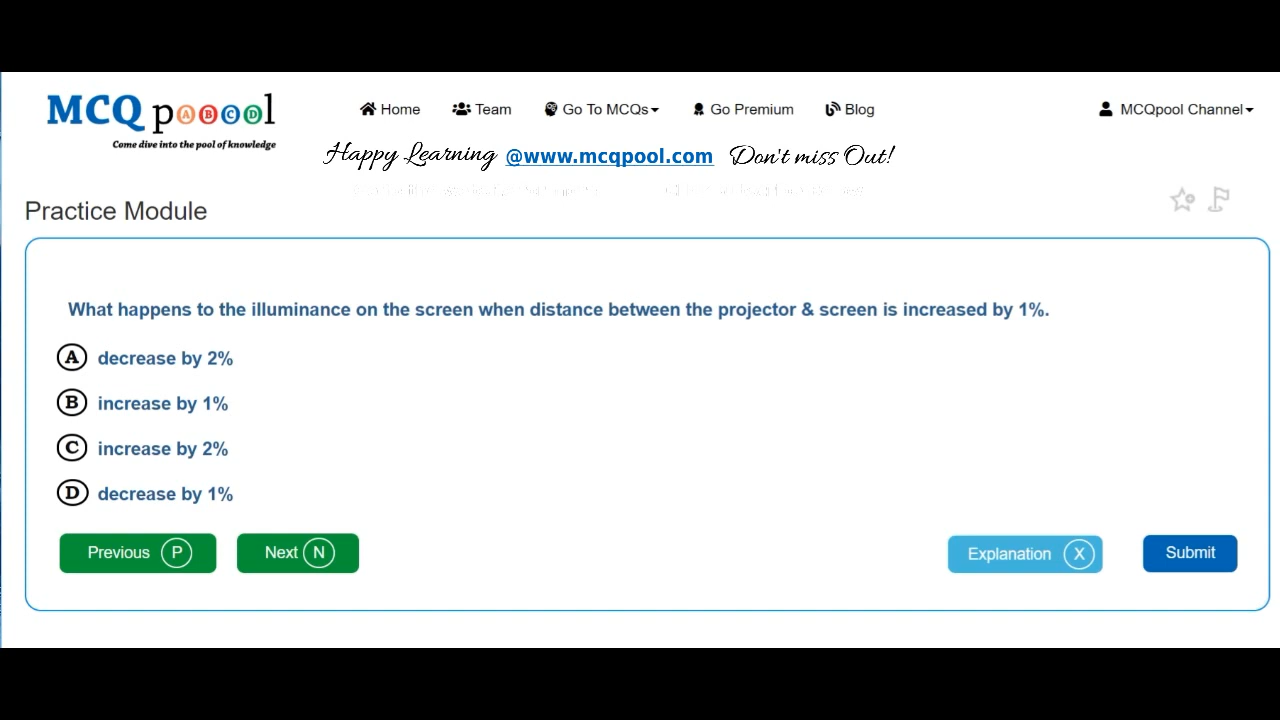 MCQ pABCDl
Come dive into the pool of knowledge
Home Team Go To MCQs Go Premium Blog MCQpool Channel
Happy Learning @www.mcqpool.com Don't miss Out!
Practice Module
What happens to the illuminance on the screen when distance between the projector & screen is increased by 1%.
A decrease by 2%
B increase by 1%
C increase by 2%
D decrease by 1%
Previous P Next N Explanation X Submit